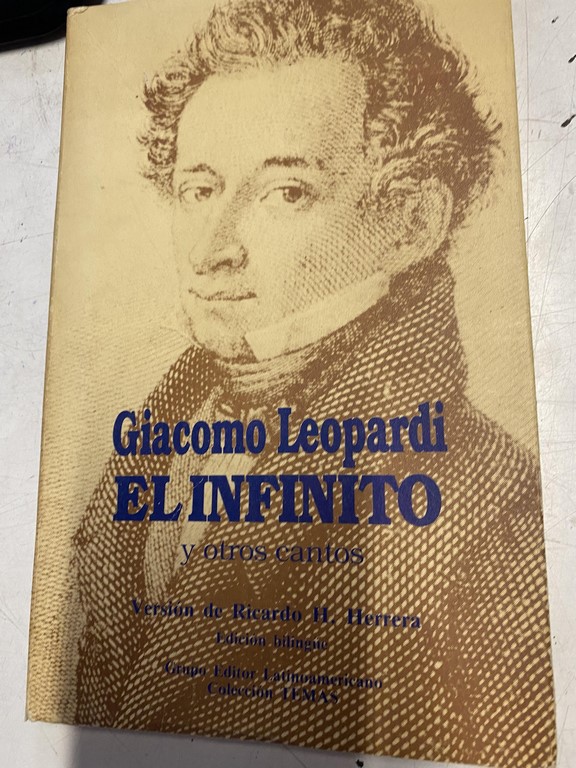 Giacomo Leopardi
EL INFINITO
y otros cantos
Versión de Ricardo H. Herrera
Edición bilingüe
Grupo Editor Latinoamericano
Colección TEMAS